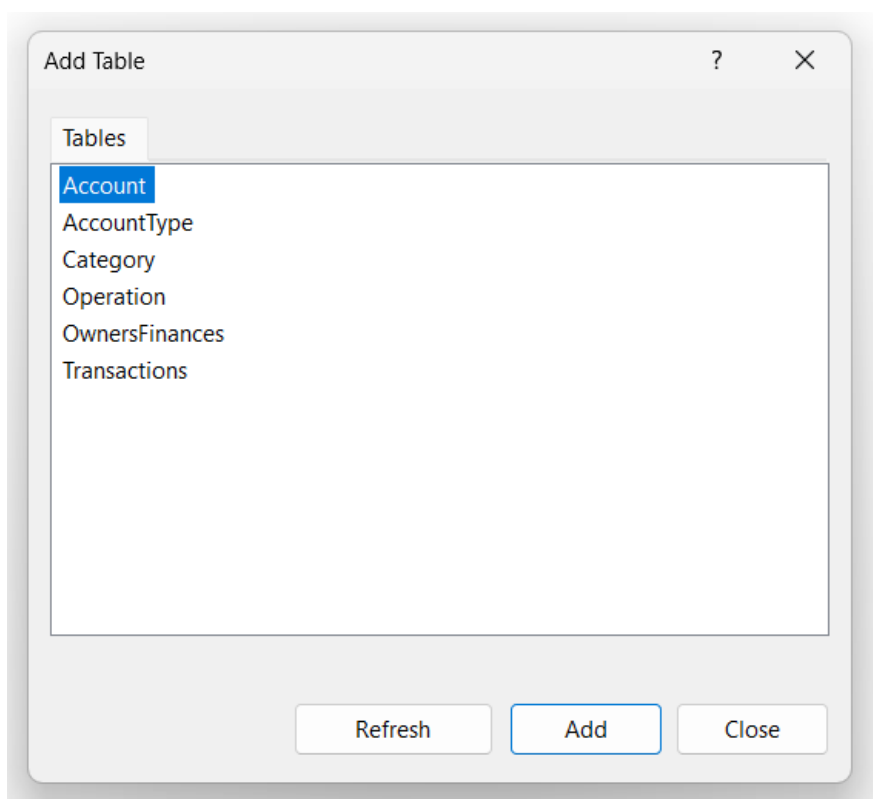 Add Table
?
Tables
Account
AccountType
Category
Operation
OwnersFinances
Transactions
Refresh Add Close